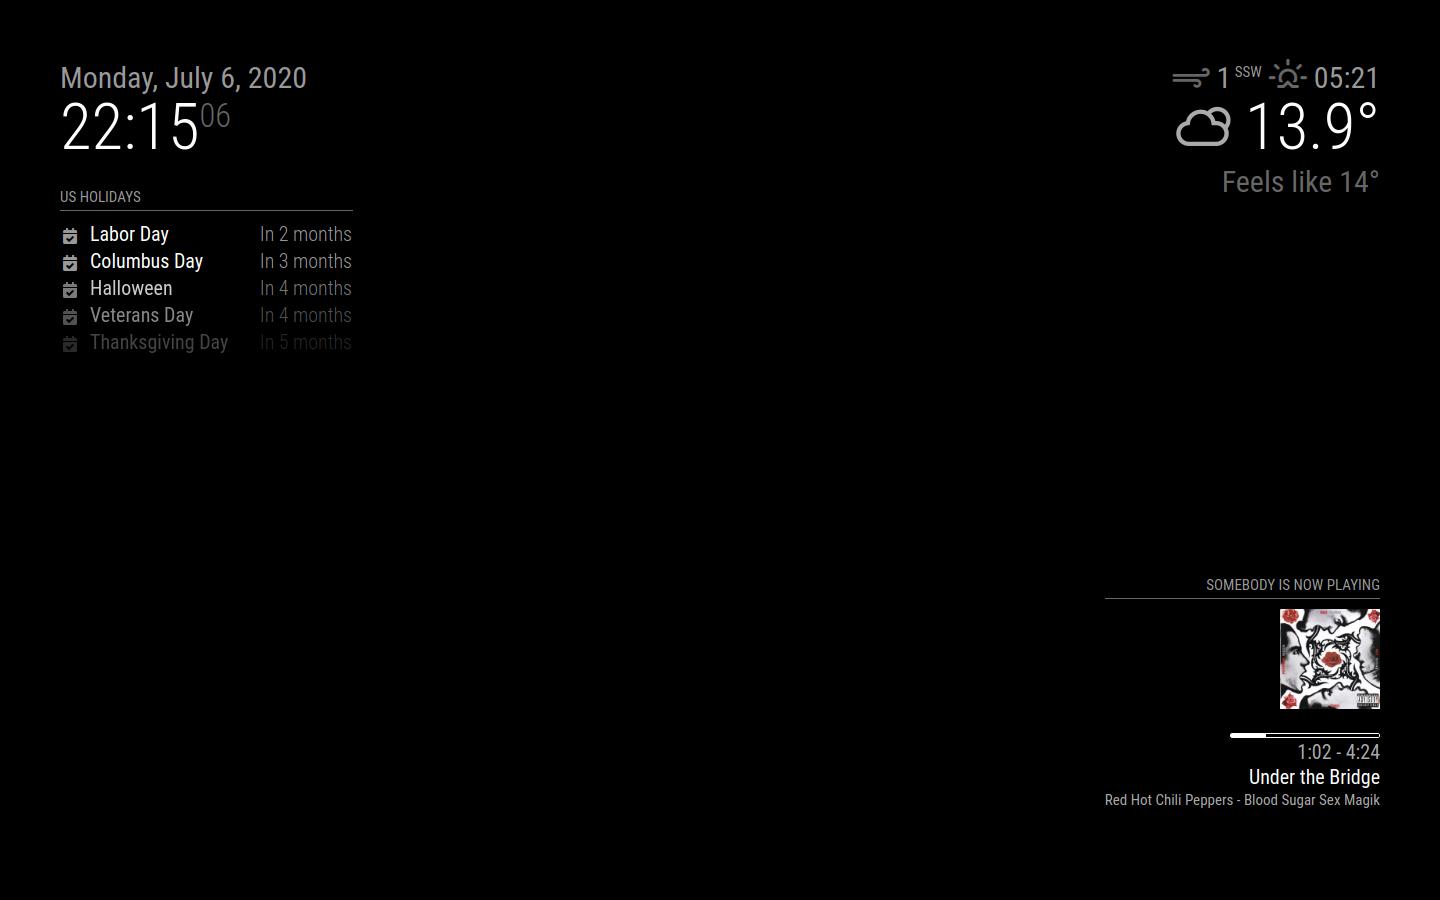 Monday, July 6, 2020
22:15 06
US HOLIDAYS
Labor Day In 2 months
Columbus Day In 3 months
Halloween In 4 months
Veterans Day In 4 months
Thanksgiving Day In 5 months
1 SSW 05:21
13.9°
Feels like 14°
SOMEBODY IS NOW PLAYING
1:02 - 4:24
Under the Bridge
Red Hot Chili Peppers - Blood Sugar Sex Magik